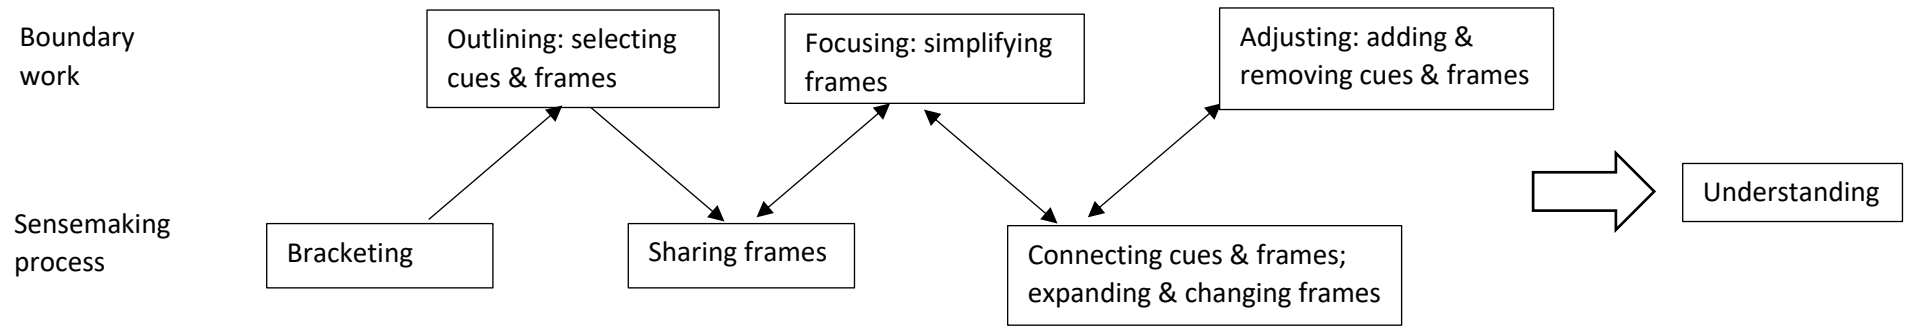 Boundary
work
Outlining: selecting
cues & frames
Focusing: simplifying
frames
Adjusting: adding &
removing cues & frames
Sensemaking
process
Bracketing
Sharing frames
Connecting cues & frames;
expanding & changing frames
Understanding